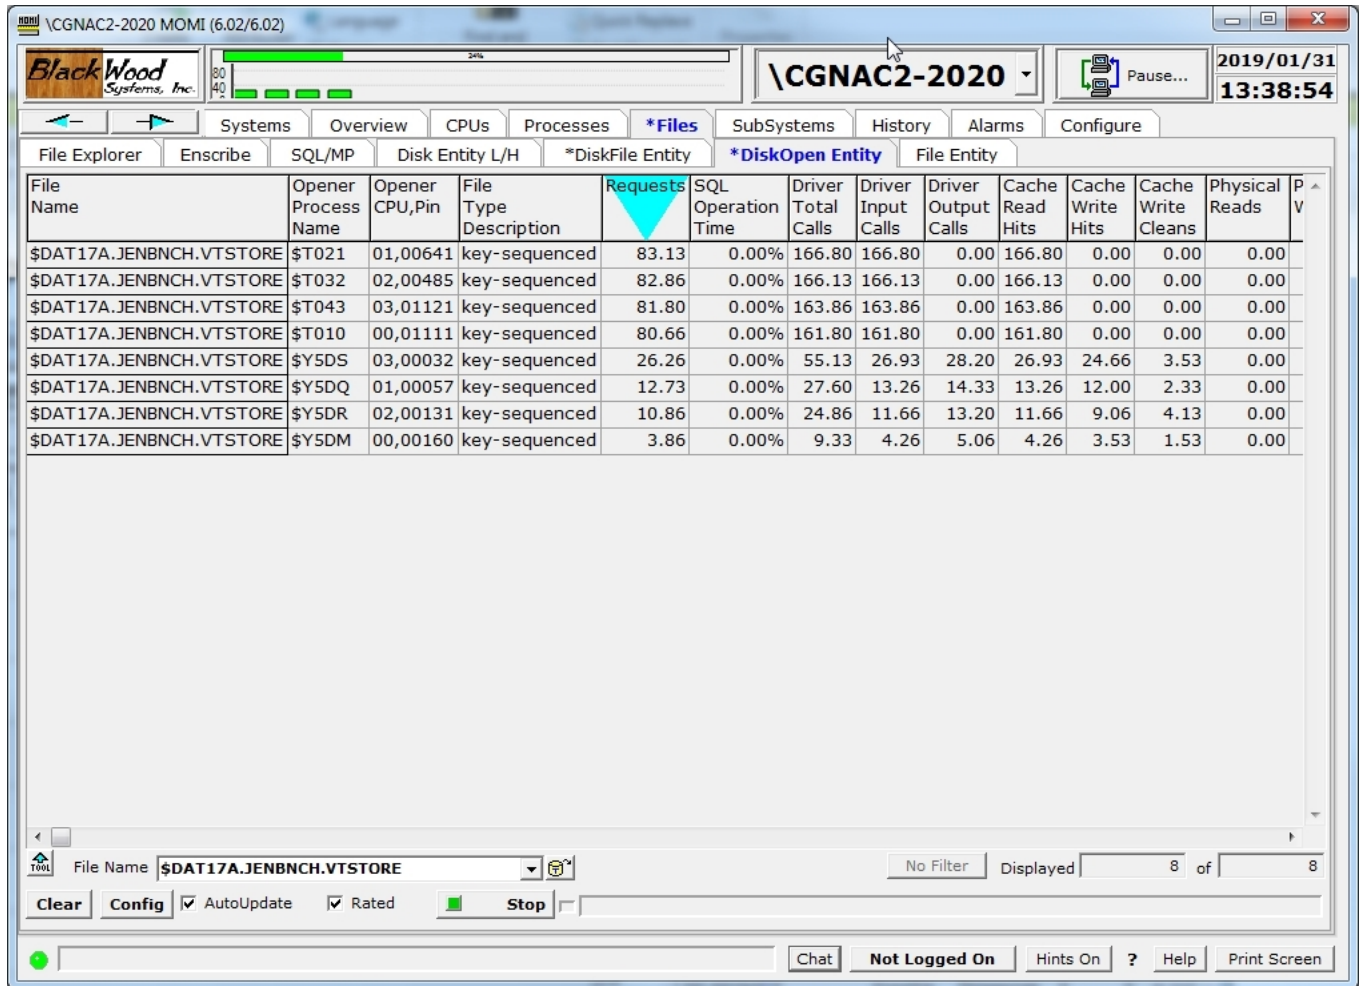 \CGNAC2-2020 MOMI (6.02/6.02)
BlackWood Systems, Inc.
24%
80
40
\CGNAC2-2020
Pause...
2019/01/31
13:38:54
Systems Overview CPUs Processes *Files SubSystems History Alarms Configure
File Explorer Enscribe SQL/MP Disk Entity L/H *DiskFile Entity *DiskOpen Entity File Entity
File Opener Opener File Requests SQL Driver Driver Driver Cache Cache Cache Physical P
Name Process CPU,Pin Type Operation Total Input Output Read Write Write Reads W
Name Description Time Calls Calls Calls Hits Hits Cleans
$DAT17A.JENBNCH.VTSTORE $T021 01,00641 key-sequenced 83.13 0.00% 166.80 166.80 0.00 166.80 0.00 0.00 0.00
$DAT17A.JENBNCH.VTSTORE $T032 02,00485 key-sequenced 82.86 0.00% 166.13 166.13 0.00 166.13 0.00 0.00 0.00
$DAT17A.JENBNCH.VTSTORE $T043 03,01121 key-sequenced 81.80 0.00% 163.86 163.86 0.00 163.86 0.00 0.00 0.00
$DAT17A.JENBNCH.VTSTORE $T010 00,01111 key-sequenced 80.66 0.00% 161.80 161.80 0.00 161.80 0.00 0.00 0.00
$DAT17A.JENBNCH.VTSTORE $Y5DS 03,00032 key-sequenced 26.26 0.00% 55.13 26.93 28.20 26.93 24.66 3.53 0.00
$DAT17A.JENBNCH.VTSTORE $Y5DQ 01,00057 key-sequenced 12.73 0.00% 27.60 13.26 14.33 13.26 12.00 2.33 0.00
$DAT17A.JENBNCH.VTSTORE $Y5DR 02,00131 key-sequenced 10.86 0.00% 24.86 11.66 13.20 11.66 9.06 4.13 0.00
$DAT17A.JENBNCH.VTSTORE $Y5DM 00,00160 key-sequenced 3.86 0.00% 9.33 4.26 5.06 4.26 3.53 1.53 0.00
TOOL File Name $DAT17A.JENBNCH.VTSTORE No Filter Displayed 8 of 8
Clear Config AutoUpdate Rated Stop
Chat Not Logged On Hints On ? Help Print Screen